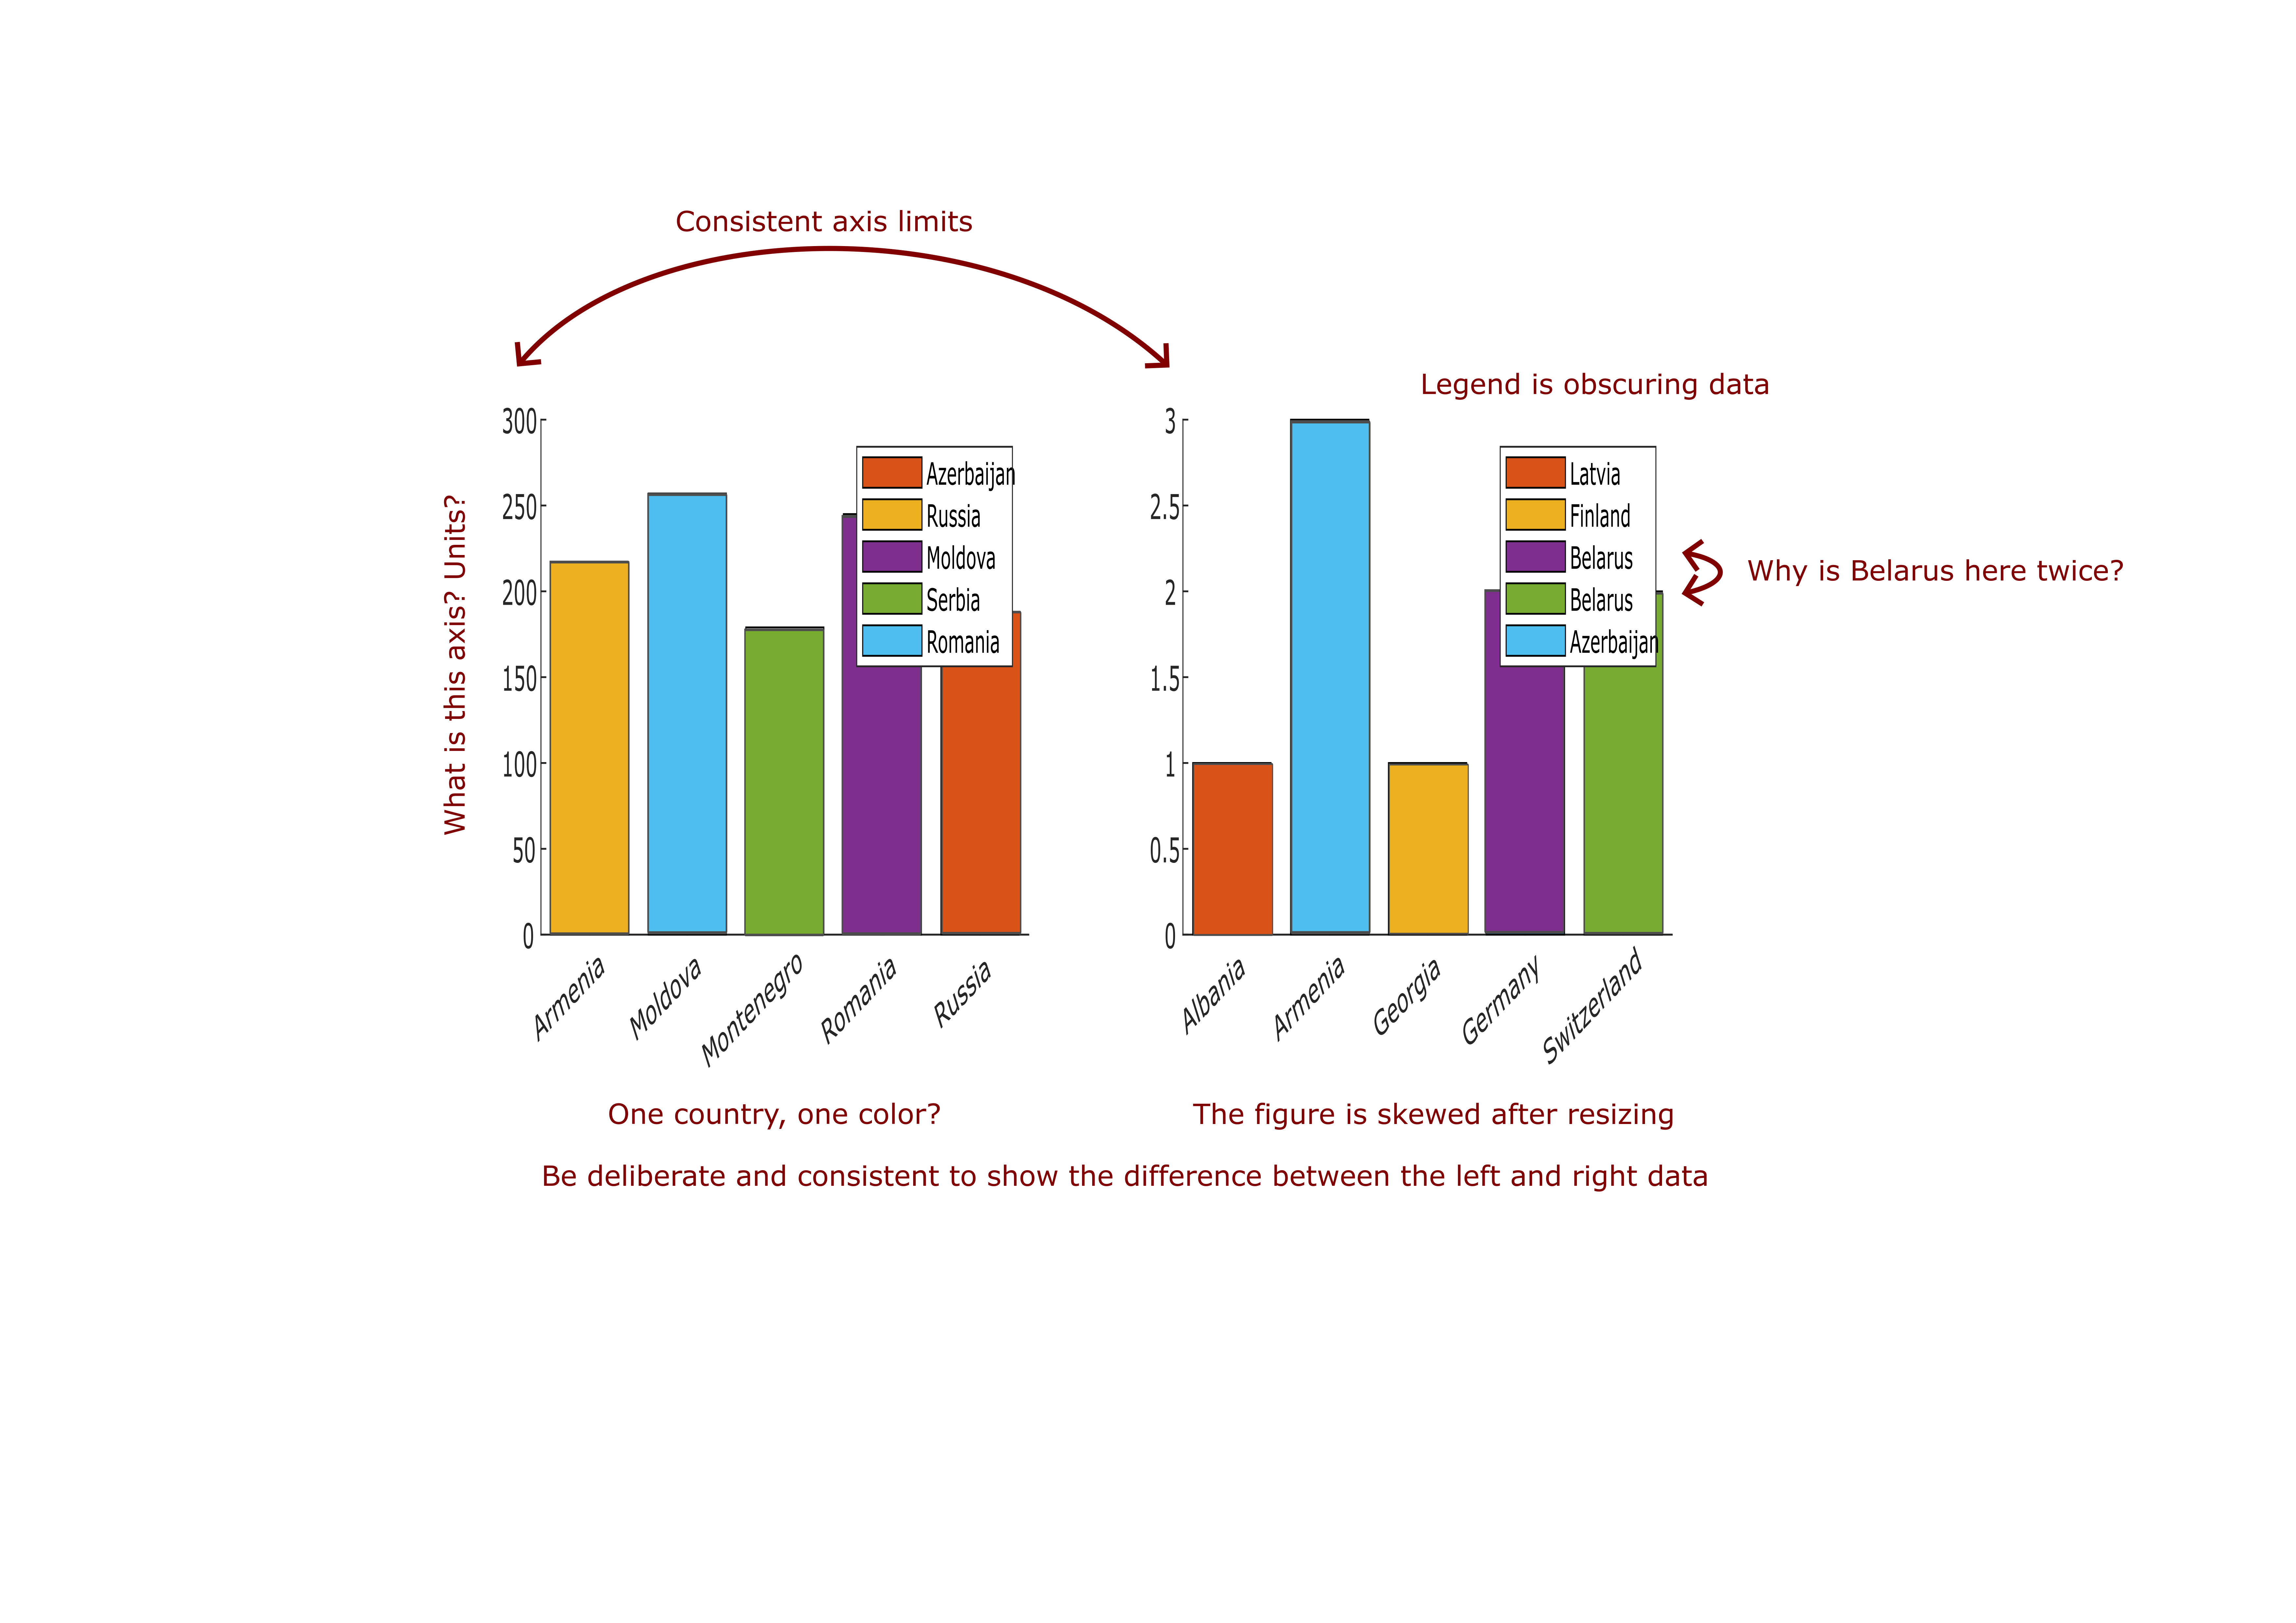 Consistent axis limits
Legend is obscuring data
What is this axis? Units?
300
250
200
150
100
50
0
Azerbaijan
Russia
Moldova
Serbia
Romania
Armenia
Moldova
Montenegro
Romania
Russia
3
2.5
2
1.5
1
0.5
0
Latvia
Finland
Belarus
Belarus
Azerbaijan
Why is Belarus here twice?
Albania
Armenia
Georgia
Germany
Switzerland
One country, one color?
The figure is skewed after resizing
Be deliberate and consistent to show the difference between the left and right data